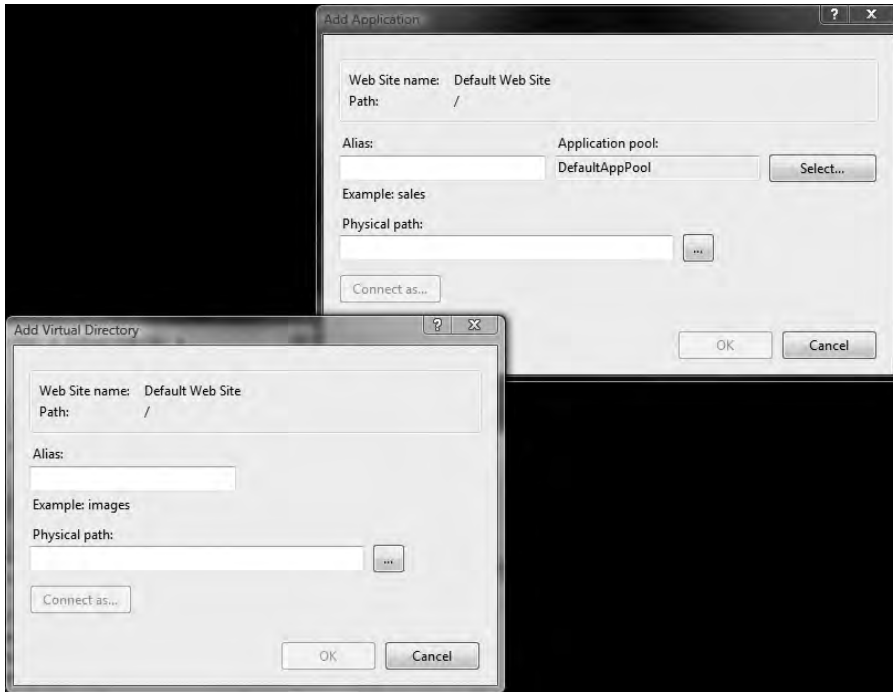 Add Application
? X
Web Site name: Default Web Site
Path: /
Alias:
Application pool:
DefaultAppPool
Select...
Example: sales
Physical path:
...
Connect as...
OK
Cancel
Add Virtual Directory
? X
Web Site name: Default Web Site
Path: /
Alias:
Example: images
Physical path:
...
Connect as...
OK
Cancel